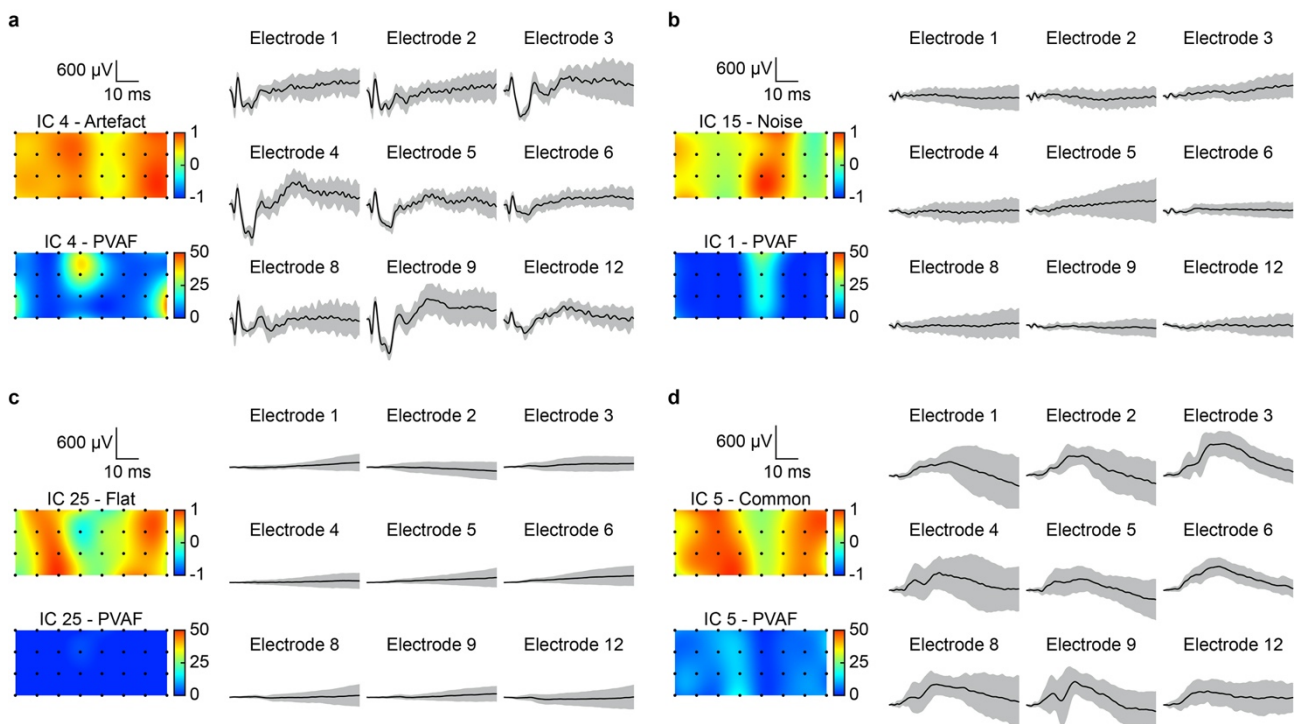 a
Electrode 1 Electrode 2 Electrode 3
600 µV
10 ms
IC 4 - Artefact
1
0
-1
Electrode 4 Electrode 5 Electrode 6
IC 4 - PVAF
50
25
0
Electrode 8 Electrode 9 Electrode 12
b
Electrode 1 Electrode 2 Electrode 3
600 µV
10 ms
IC 15 - Noise
1
0
-1
Electrode 4 Electrode 5 Electrode 6
IC 1 - PVAF
50
25
0
Electrode 8 Electrode 9 Electrode 12
c
Electrode 1 Electrode 2 Electrode 3
600 µV
10 ms
IC 25 - Flat
1
0
-1
Electrode 4 Electrode 5 Electrode 6
IC 25 - PVAF
50
25
0
Electrode 8 Electrode 9 Electrode 12
d
Electrode 1 Electrode 2 Electrode 3
600 µV
10 ms
IC 5 - Common
1
0
-1
Electrode 4 Electrode 5 Electrode 6
IC 5 - PVAF
50
25
0
Electrode 8 Electrode 9 Electrode 12